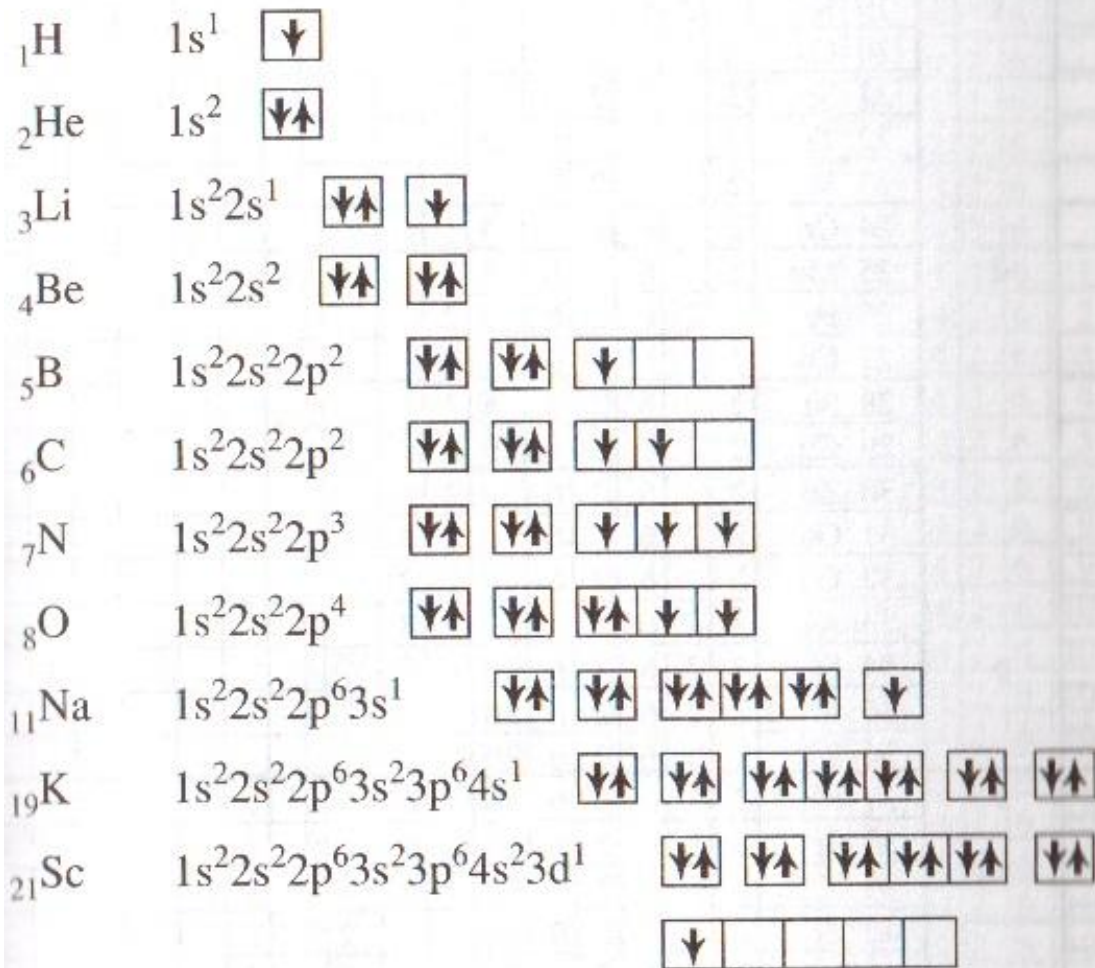 ₁H 1s¹
₂He 1s²
₃Li 1s²2s¹
₄Be 1s²2s²
₅B 1s²2s²2p²
₆C 1s²2s²2p²
₇N 1s²2s²2p³
₈O 1s²2s²2p⁴
₁₁Na 1s²2s²2p⁶3s¹
₁₉K 1s²2s²2p⁶3s²3p⁶4s¹
₂₁Sc 1s²2s²2p⁶3s²3p⁶4s²3d¹